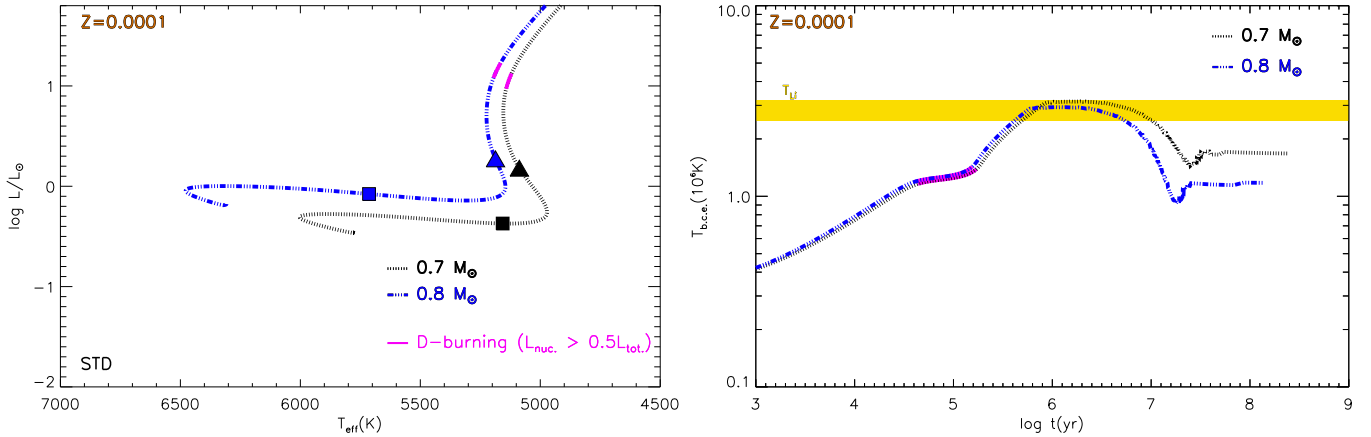 Z=0.0001
1
0
−1
−2
log L/L☉
0.7 M☉
0.8 M☉
D−burning (Lnuc. > 0.5Ltot.)
STD
7000 6500 6000 5500 5000 4500
Teff(K)
Z=0.0001
10.0
1.0
0.1
Tb.c.e.(10⁶K)
0.7 M☉
0.8 M☉
TLi
3 4 5 6 7 8 9
log t(yr)